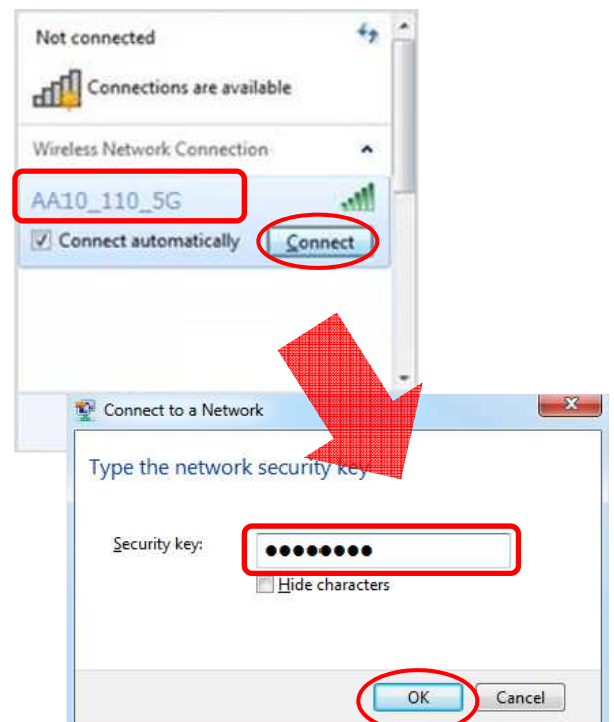 Not connected
Connections are available
Wireless Network Connection
AA10_110_5G
Connect automatically Connect
Connect to a Network
Type the network security key
Security key: ●●●●●●●●
Hide characters
OK Cancel